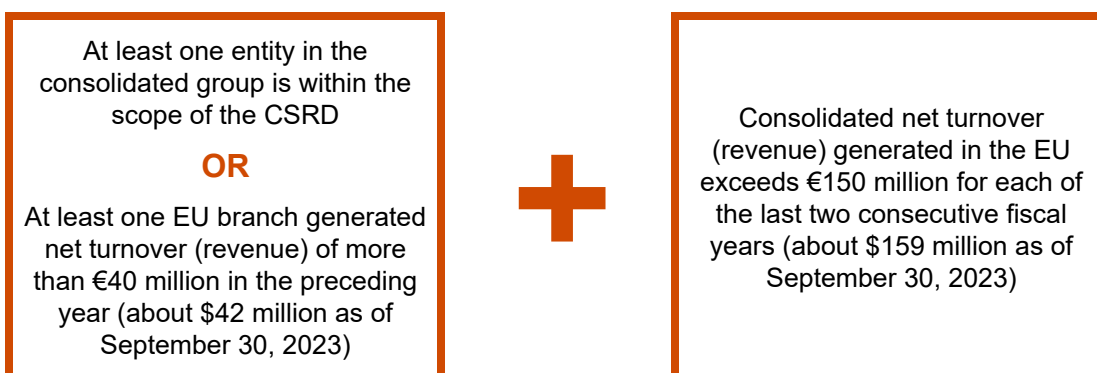 At least one entity in the
consolidated group is within the
scope of the CSRD
OR
At least one EU branch generated
net turnover (revenue) of more
than €40 million in the preceding
year (about $42 million as of
September 30, 2023)
Consolidated net turnover
(revenue) generated in the EU
exceeds €150 million for each of
the last two consecutive fiscal
years (about $159 million as of
September 30, 2023)